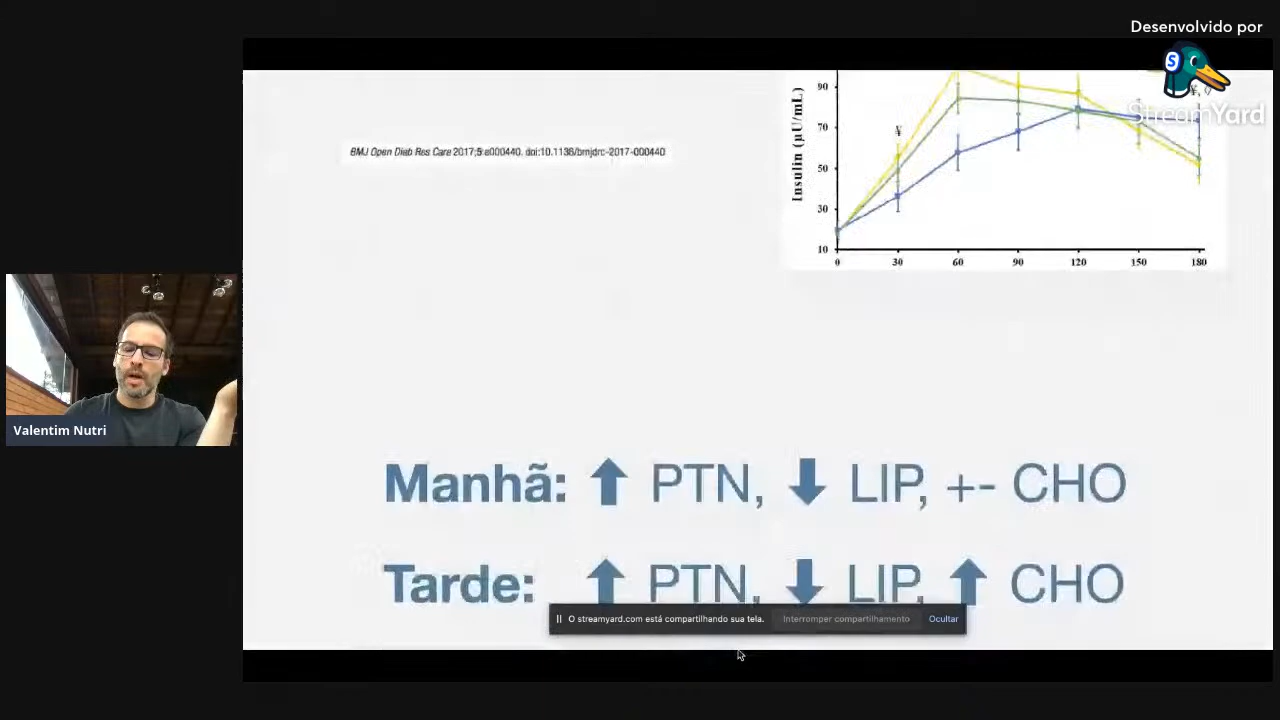 Desenvolvido por
StreamYard
BMJ Open Diab Res Care 2017;5:e000440. doi:10.1136/bmjdrc-2017-000440
Insulin (µU/mL)
90
70
50
30
10
0 30 60 90 120 150 180
¥
¥, ◊
Valentim Nutri
Manhã: ↑ PTN, ↓ LIP, +- CHO
Tarde: ↑ PTN, ↓ LIP, ↑ CHO
O streamyard.com está compartilhando sua tela. Interromper compartilhamento Ocultar